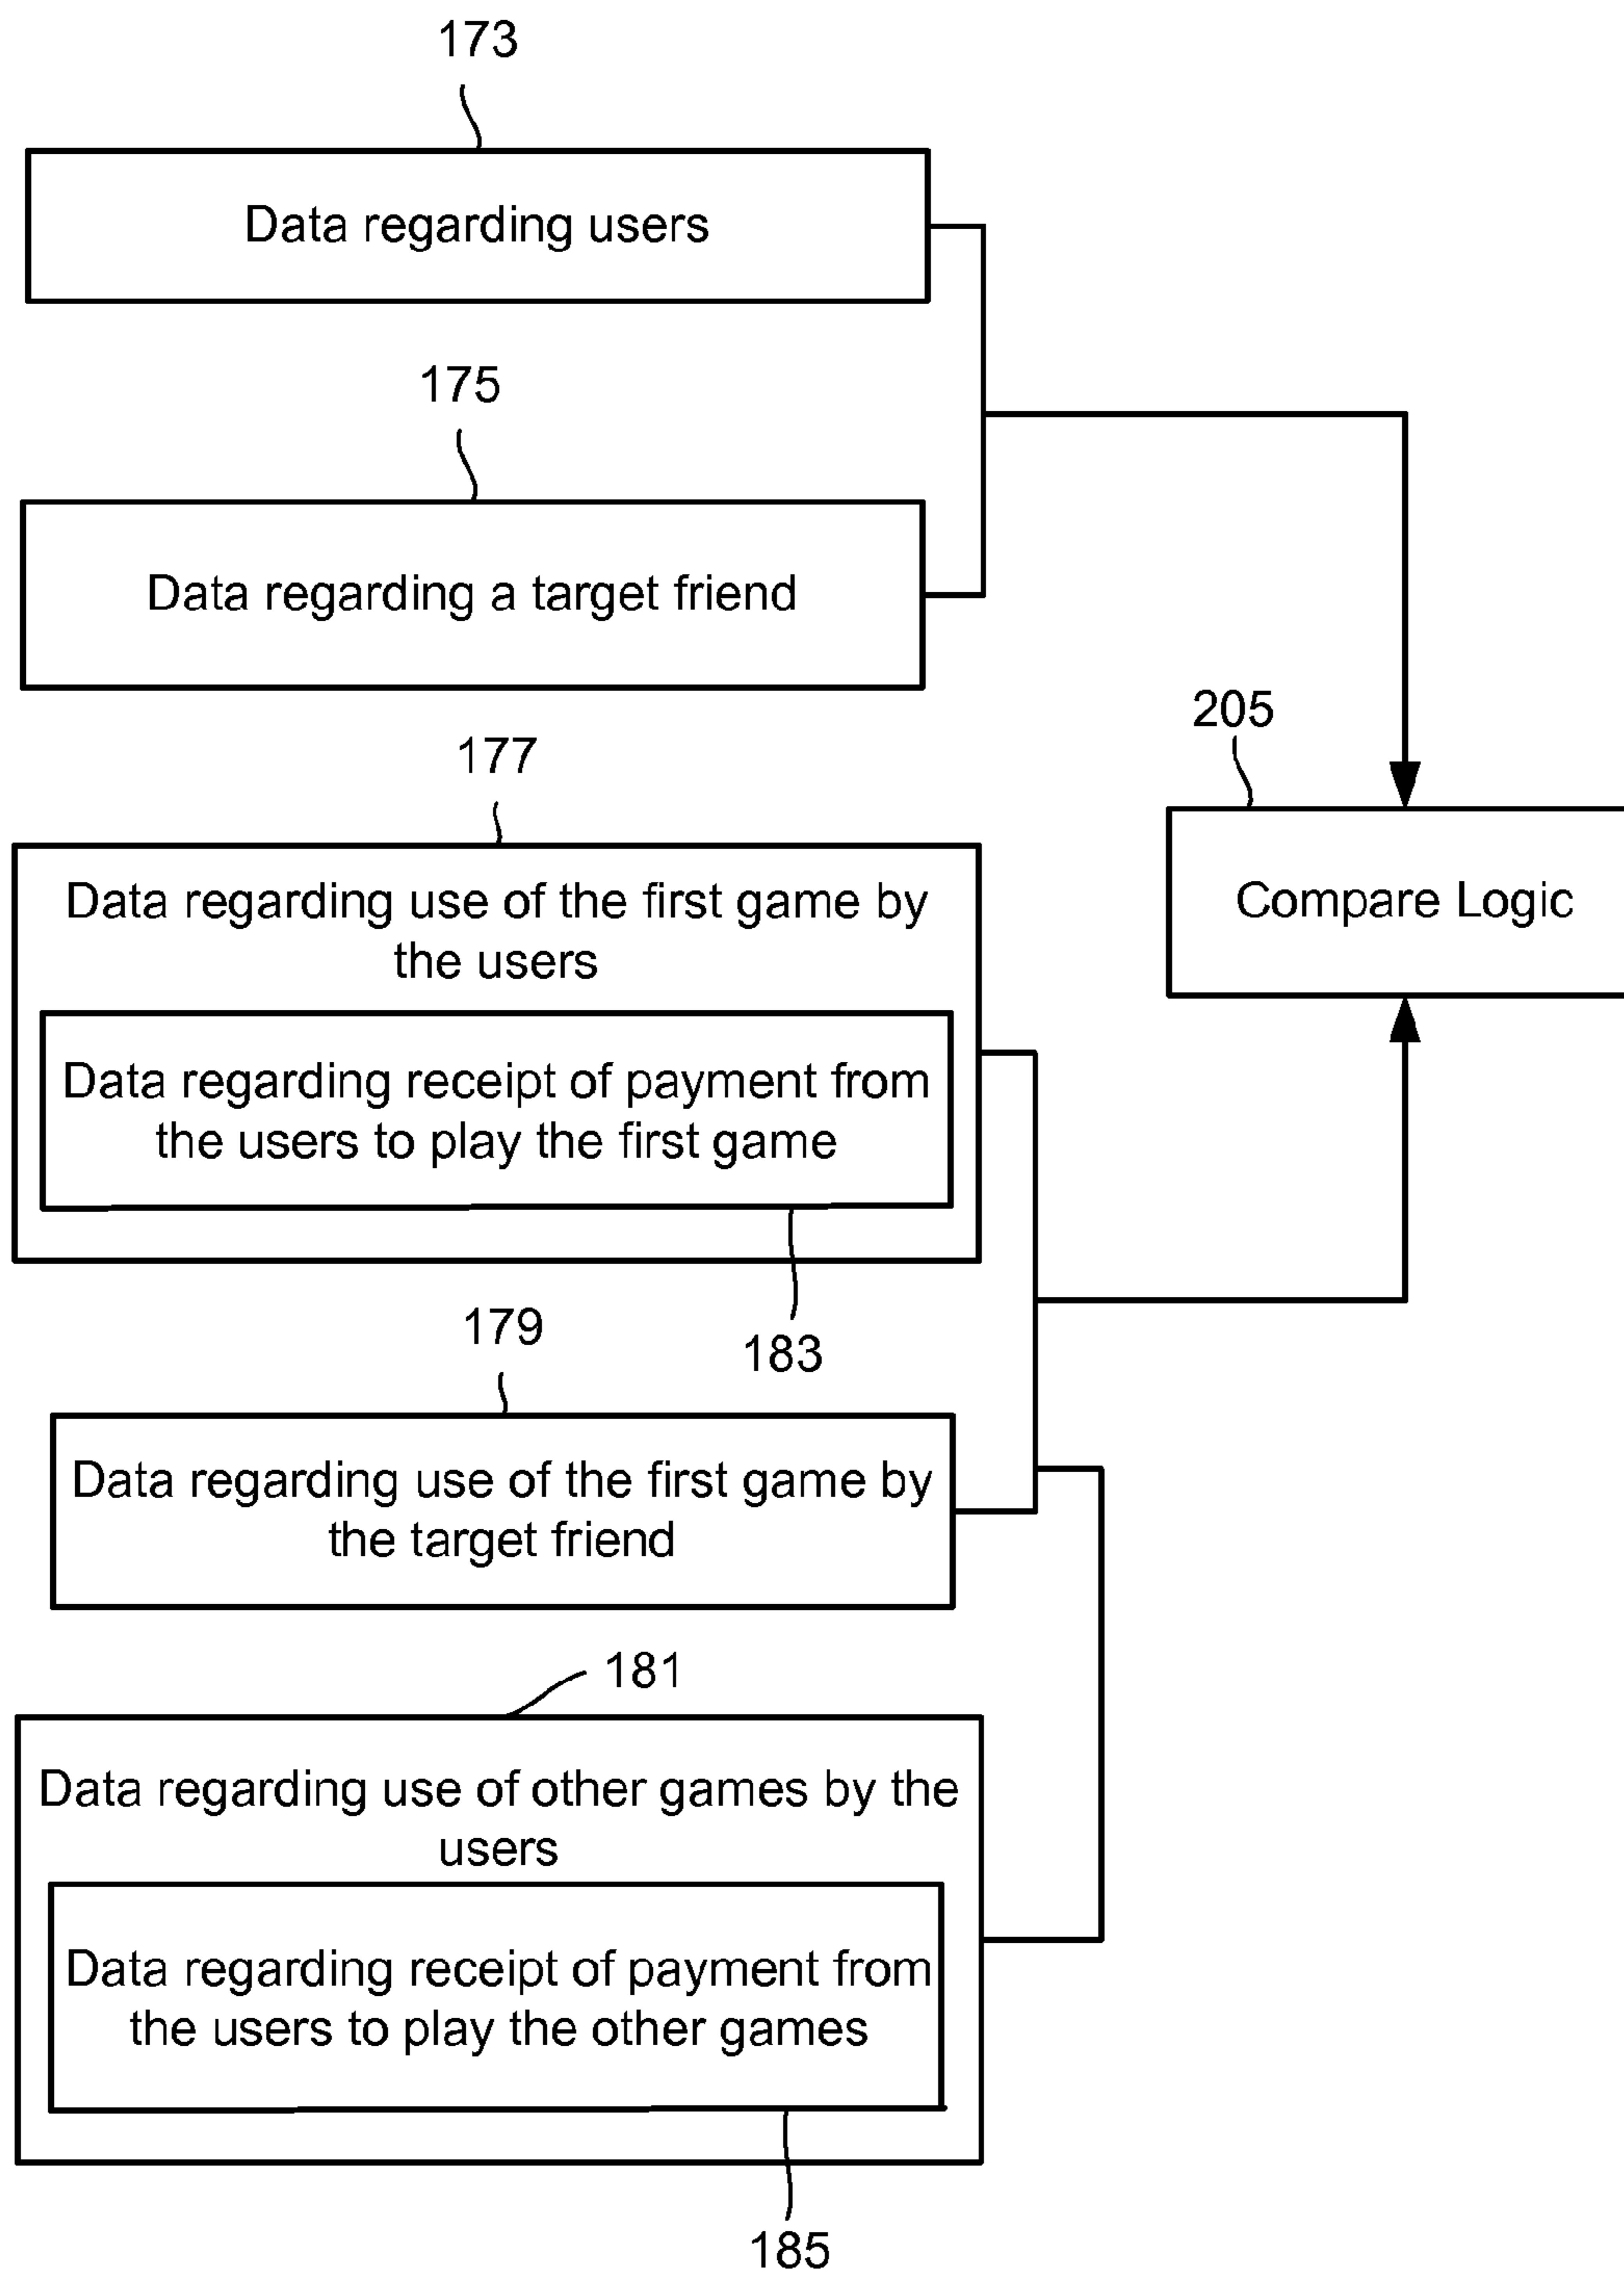 173
Data regarding users
175
Data regarding a target friend
205
Compare Logic
177
Data regarding use of the first game by
the users
Data regarding receipt of payment from
the users to play the first game
183
179
Data regarding use of the first game by
the target friend
181
Data regarding use of other games by the
users
Data regarding receipt of payment from
the users to play the other games
185